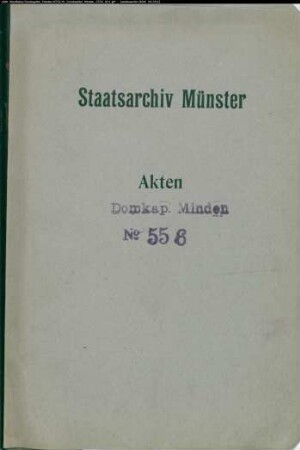 Staatsarchiv Münster
Akten
Domkap. Minden
№ 556